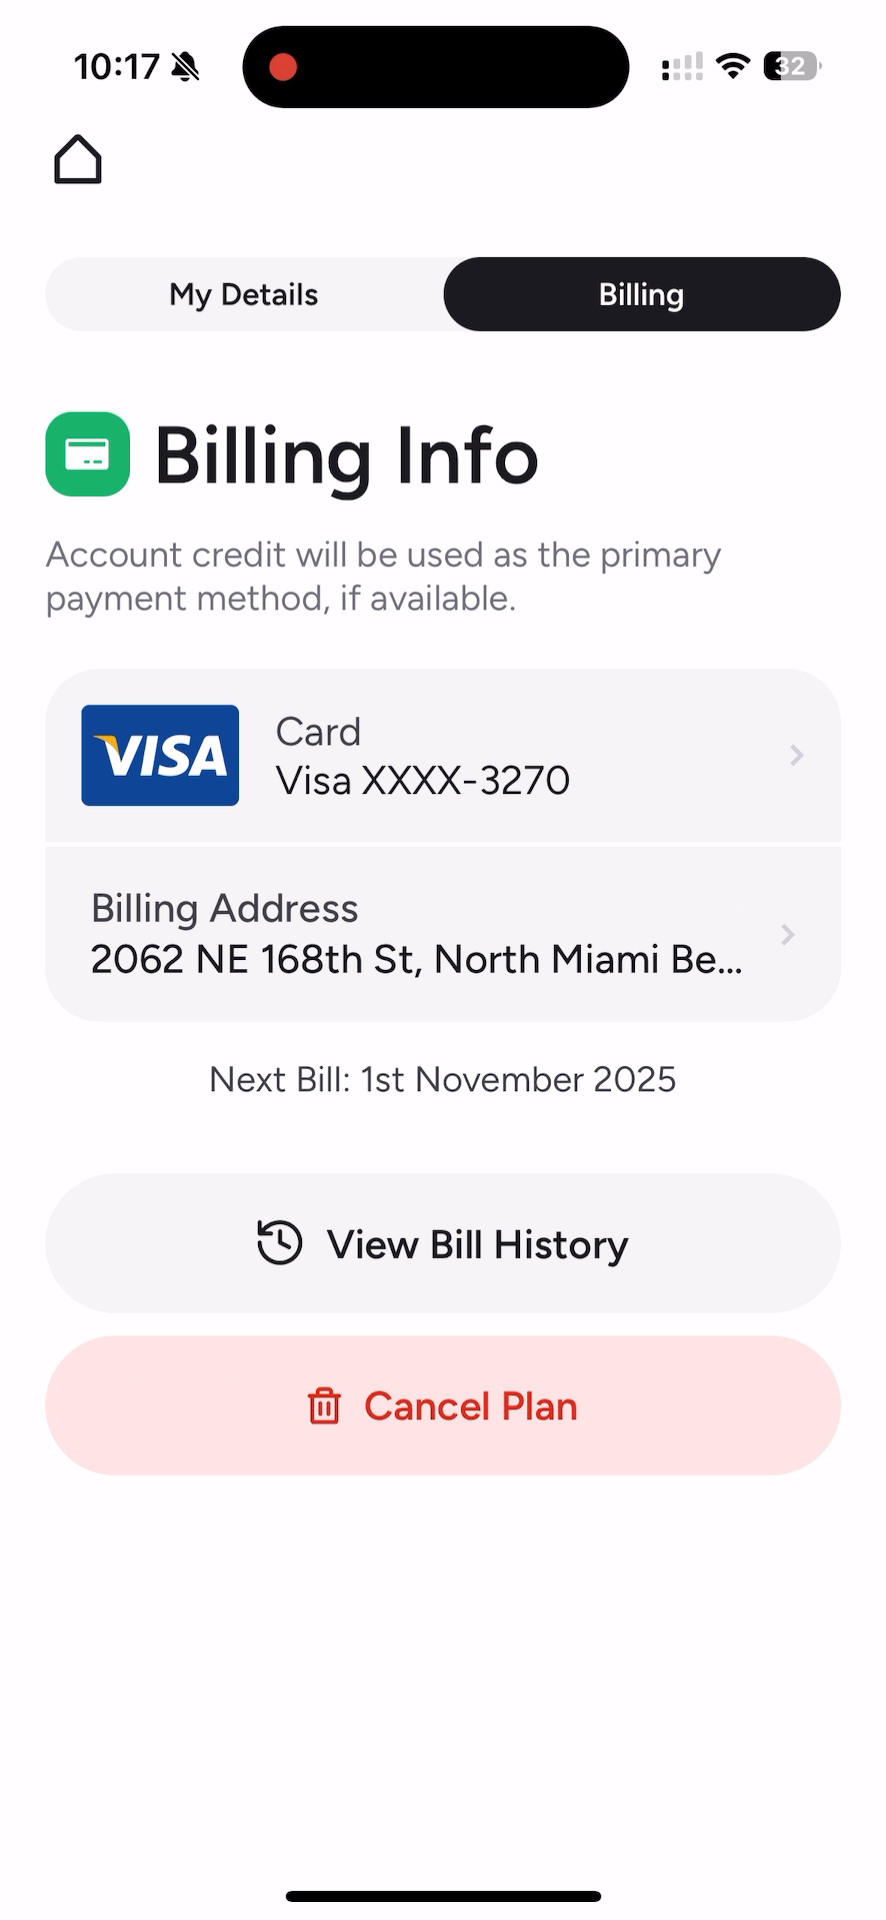 10:17
32
My Details
Billing
Billing Info
Account credit will be used as the primary
payment method, if available.
VISA
Card
Visa XXXX-3270
Billing Address
2062 NE 168th St, North Miami Be...
Next Bill: 1st November 2025
View Bill History
Cancel Plan